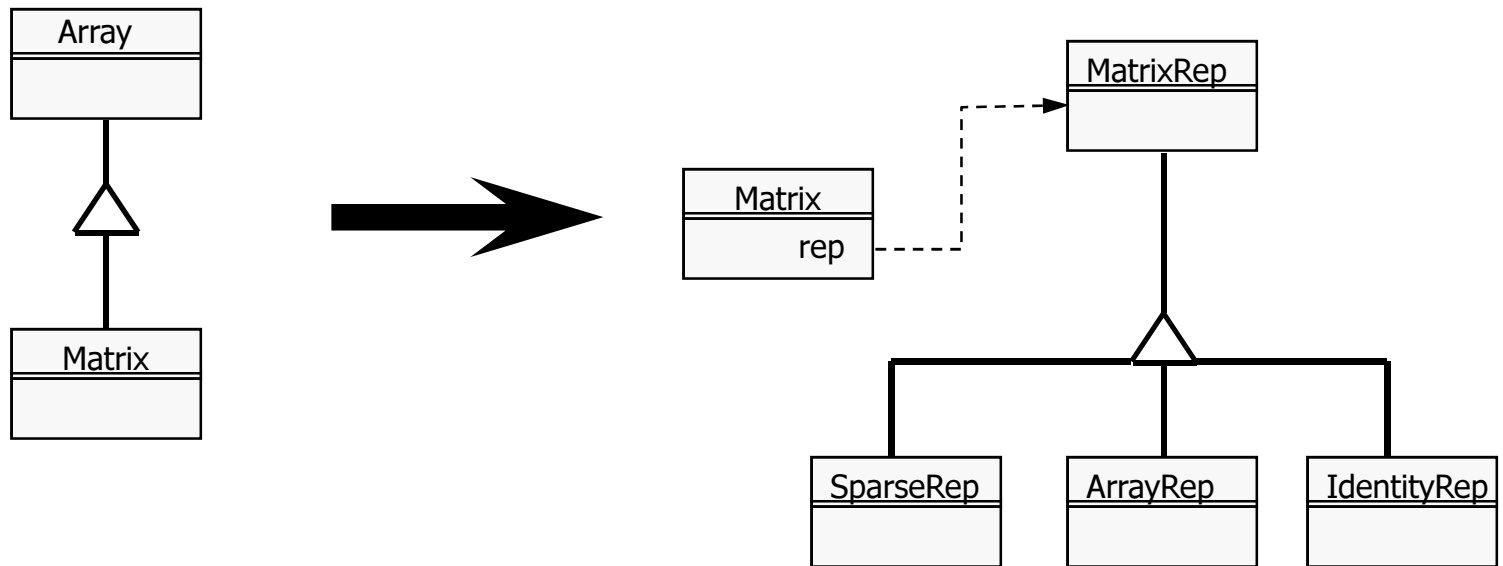 Array
Matrix
Matrix
rep
MatrixRep
SparseRep
ArrayRep
IdentityRep